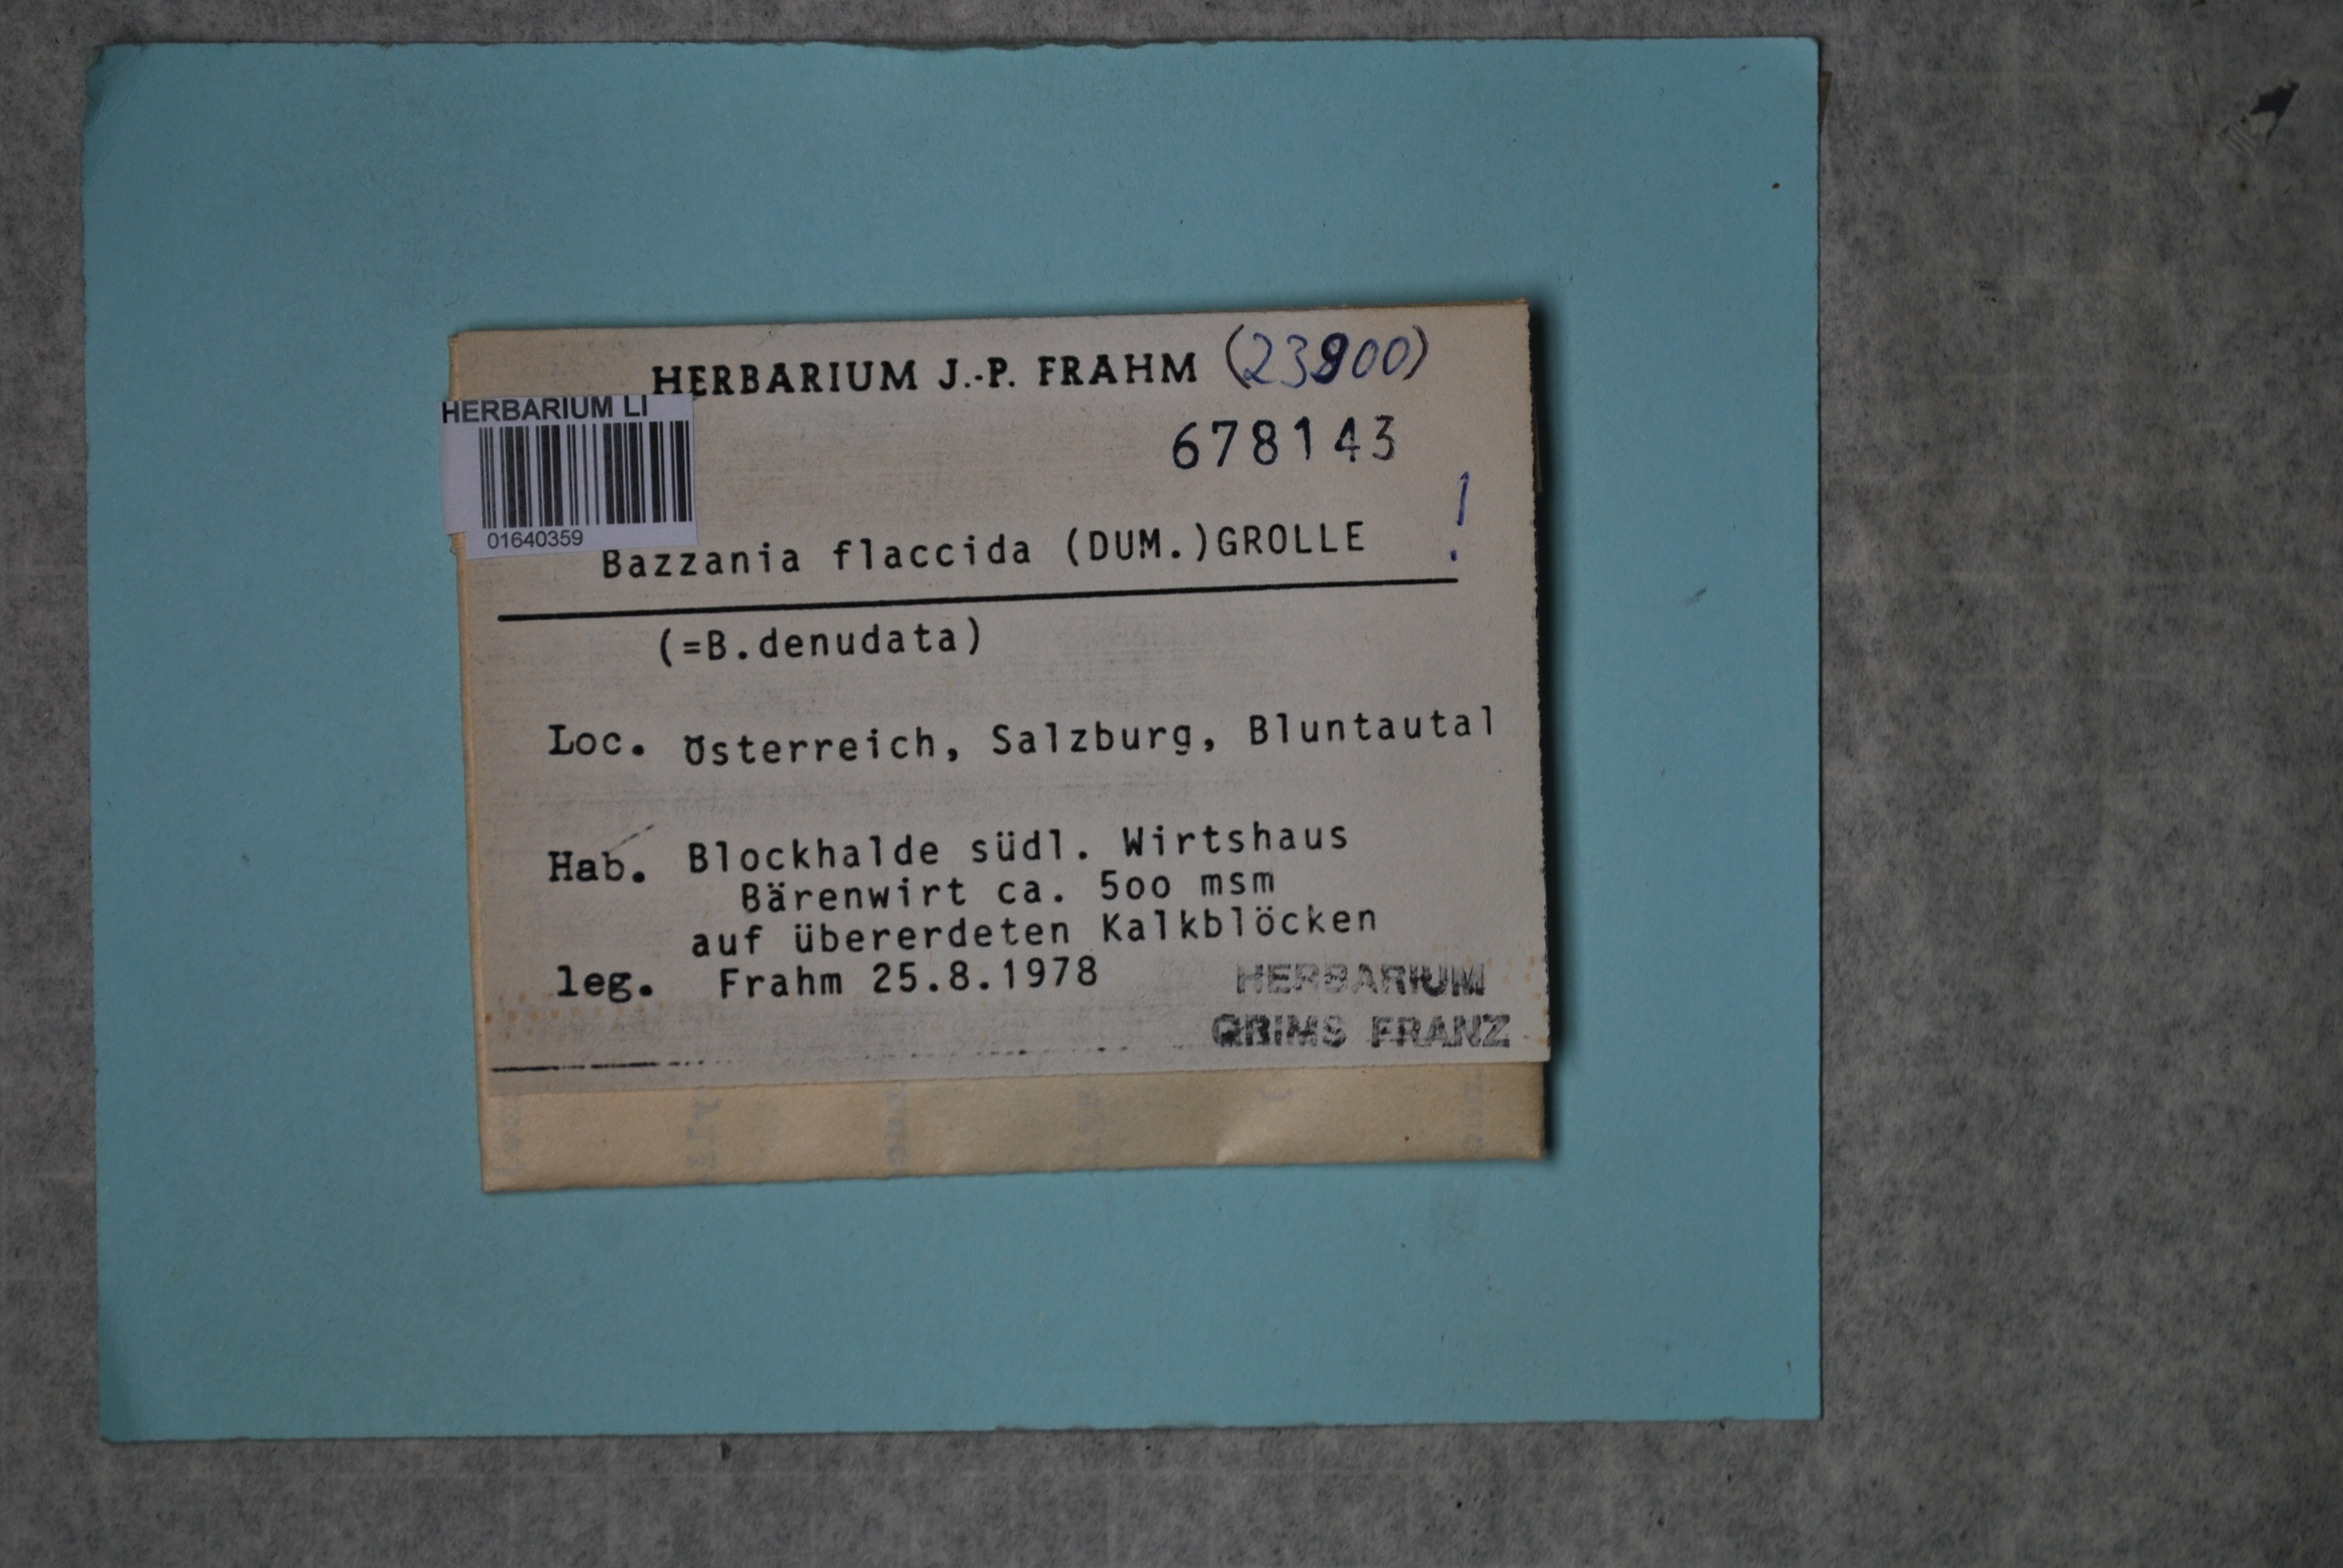 HERBARIUM J.-P. FRAHM (23900)
HERBARIUM LI
678143
01640359
Bazzania flaccida (DUM.)GROLLE !
(=B.denudata)
Loc. Österreich, Salzburg, Bluntautal
Hab. Blockhalde südl. Wirtshaus
Bärenwirt ca. 5oo msm
auf übererdeten Kalkblöcken
leg. Frahm 25.8.1978
HERBARIUM
GRIMS FRANZ